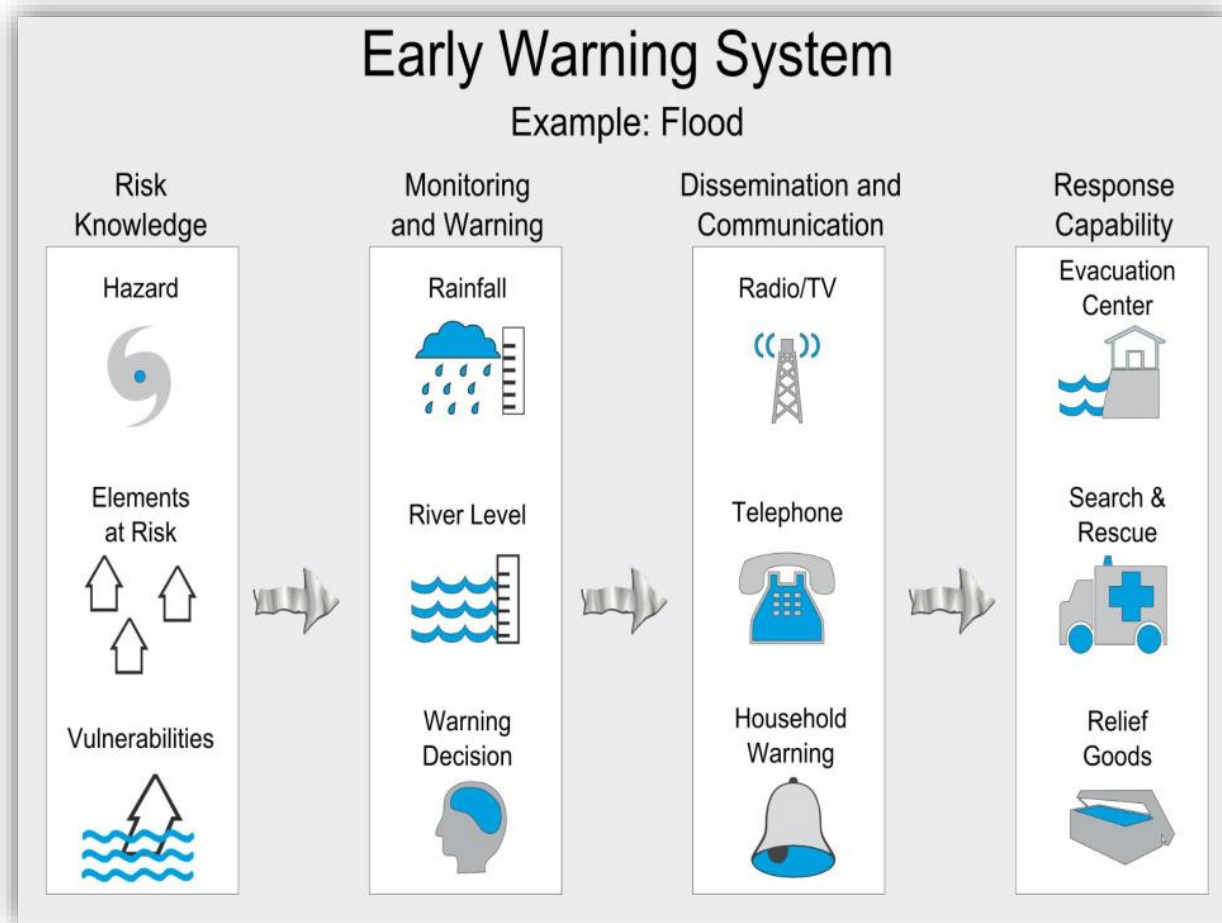 Early Warning System
Example: Flood
Risk
Knowledge
Hazard
Elements
at Risk
Vulnerabilities
Monitoring
and Warning
Rainfall
River Level
Warning
Decision
Dissemination and
Communication
Radio/TV
Telephone
Household
Warning
Response
Capability
Evacuation
Center
Search &
Rescue
Relief
Goods